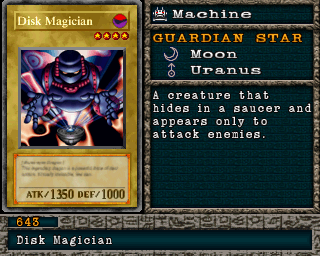 Disk Magician
ATK/1350 DEF/1000
Machine
GUARDIAN STAR
Moon
Uranus
A creature that
hides in a saucer and
appears only to
attack enemies.
643
Disk Magician